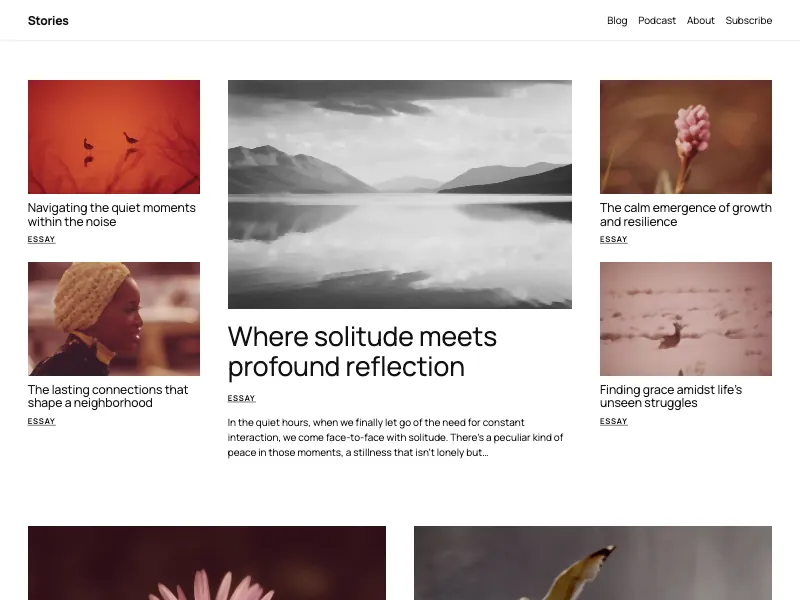 Stories
Blog
Podcast
About
Subscribe
Navigating the quiet moments
within the noise
ESSAY
The lasting connections that
shape a neighborhood
ESSAY
Where solitude meets
profound reflection
ESSAY
In the quiet hours, when we finally let go of the need for constant
interaction, we come face-to-face with solitude. There's a peculiar kind of
peace in those moments, a stillness that isn't lonely but…
The calm emergence of growth
and resilience
ESSAY
Finding grace amidst life's
unseen struggles
ESSAY